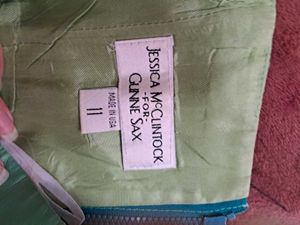 JESSICA McCLINTOCK
-FOR-
GUNNE SAX
MADE IN USA
11